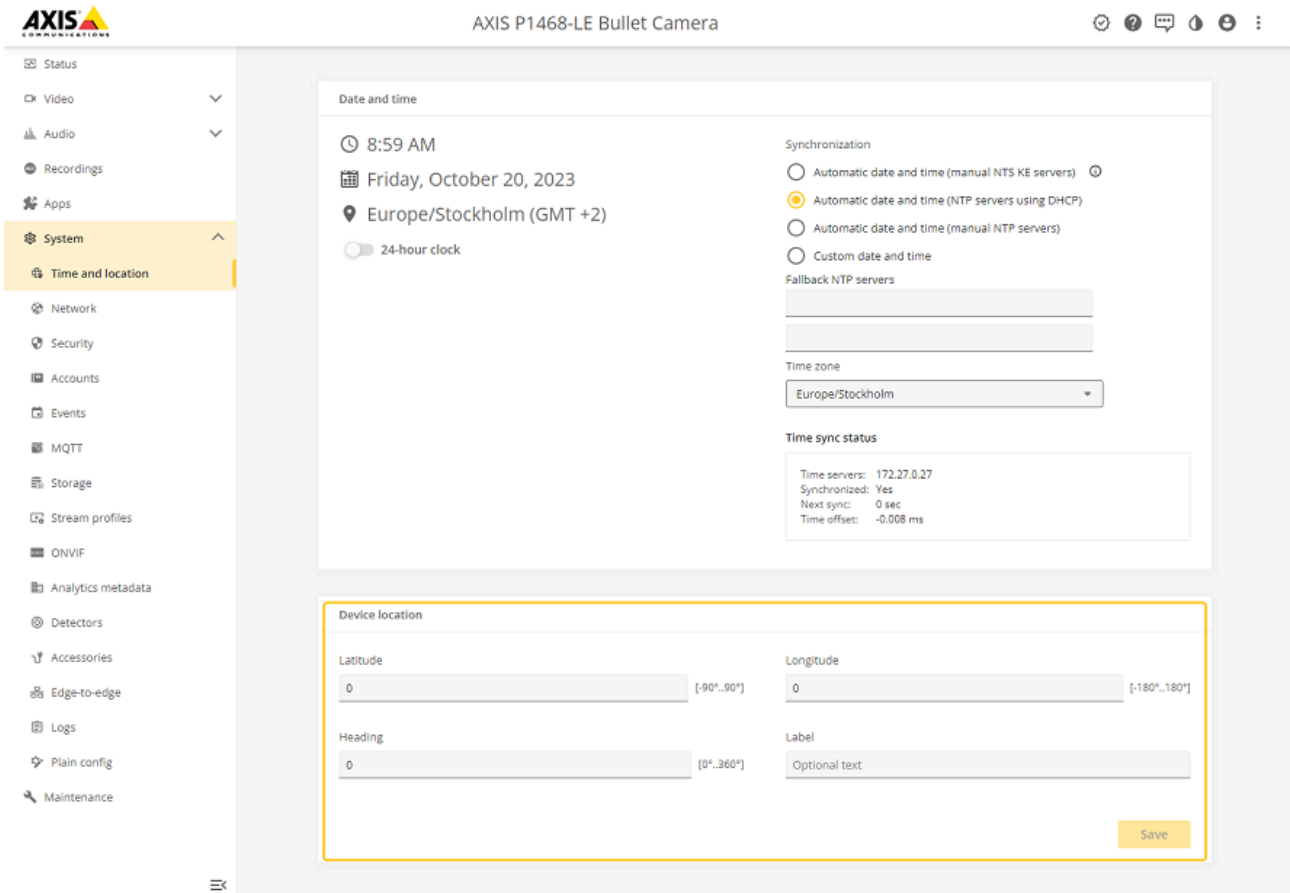 AXIS
COMMUNICATIONS
AXIS P1468-LE Bullet Camera
Status
Video
Audio
Recordings
Apps
System
Time and location
Network
Security
Accounts
Events
MQTT
Storage
Stream profiles
ONVIF
Analytics metadata
Detectors
Accessories
Edge-to-edge
Logs
Plain config
Maintenance
Date and time
8:59 AM
Friday, October 20, 2023
Europe/Stockholm (GMT +2)
24-hour clock
Synchronization
Automatic date and time (manual NTS KE servers)
Automatic date and time (NTP servers using DHCP)
Automatic date and time (manual NTP servers)
Custom date and time
Fallback NTP servers
Time zone
Europe/Stockholm
Time sync status
Time servers: 172.27.0.27
Synchronized: Yes
Next sync: 0 sec
Time offset: -0.008 ms
Device location
Latitude
0 [-90°..90°]
Longitude
0 [-180°..180°]
Heading
0 [0°..360°]
Label
Optional text
Save